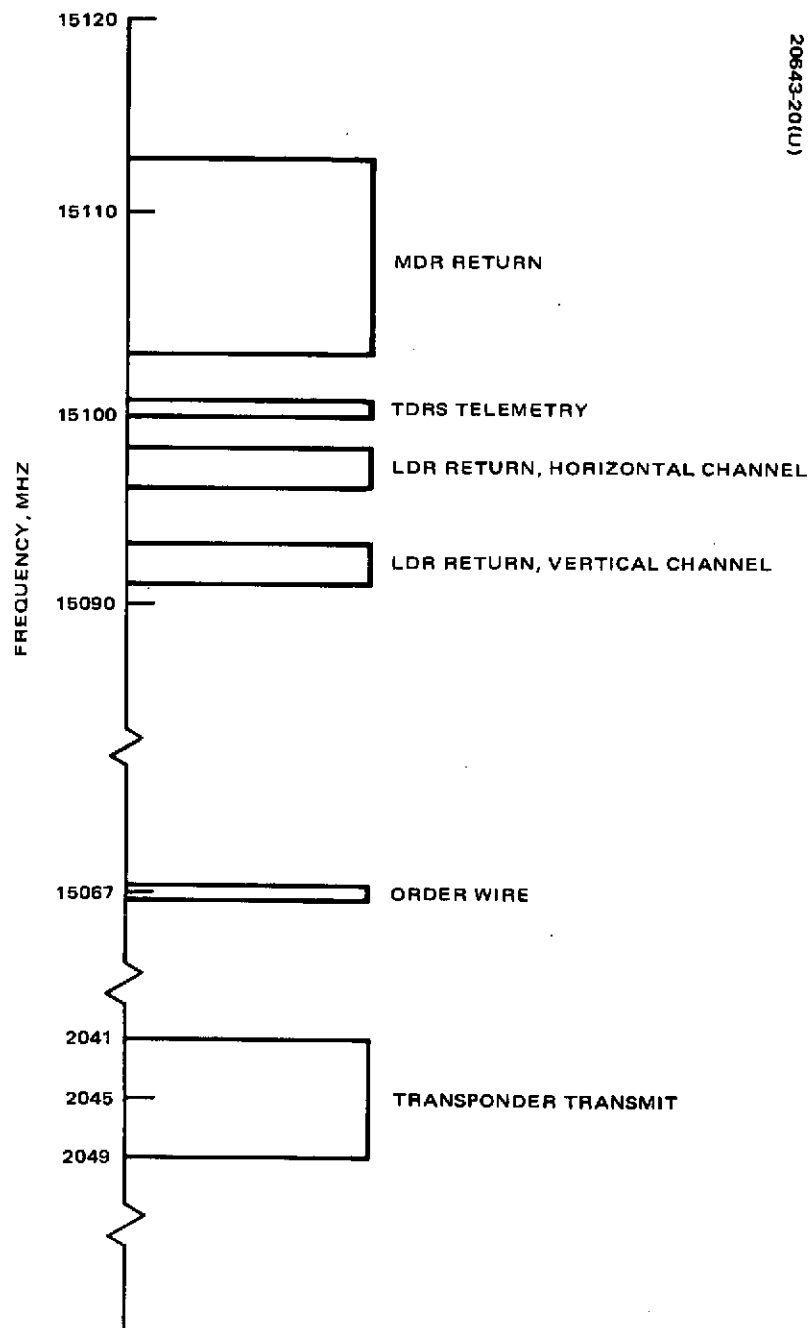 20643-20(U)
15120
15110
MDR RETURN
TDRS TELEMETRY
15100
LDR RETURN, HORIZONTAL CHANNEL
FREQUENCY, MHZ
LDR RETURN, VERTICAL CHANNEL
15090
15067
ORDER WIRE
2041
2045
TRANSPONDER TRANSMIT
2049